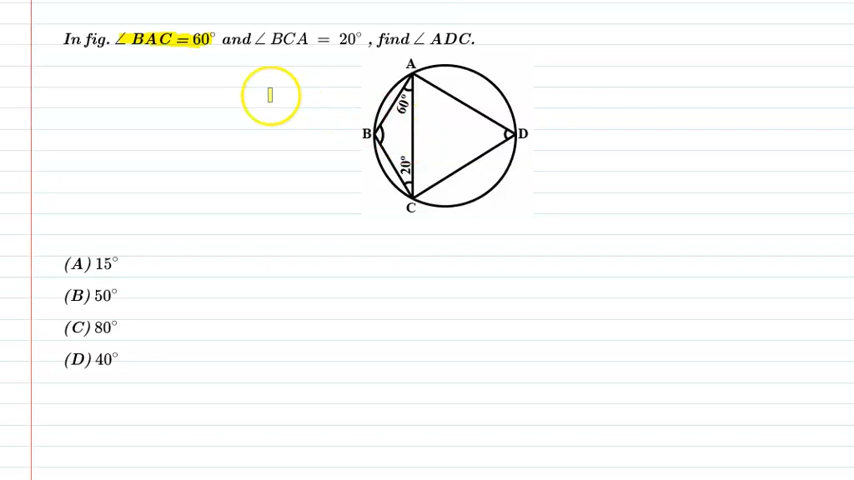 In fig. ∠ BAC = 60° and ∠ BCA = 20° , find ∠ ADC.
A
60°
B
D
20°
C
(A) 15°
(B) 50°
(C) 80°
(D) 40°